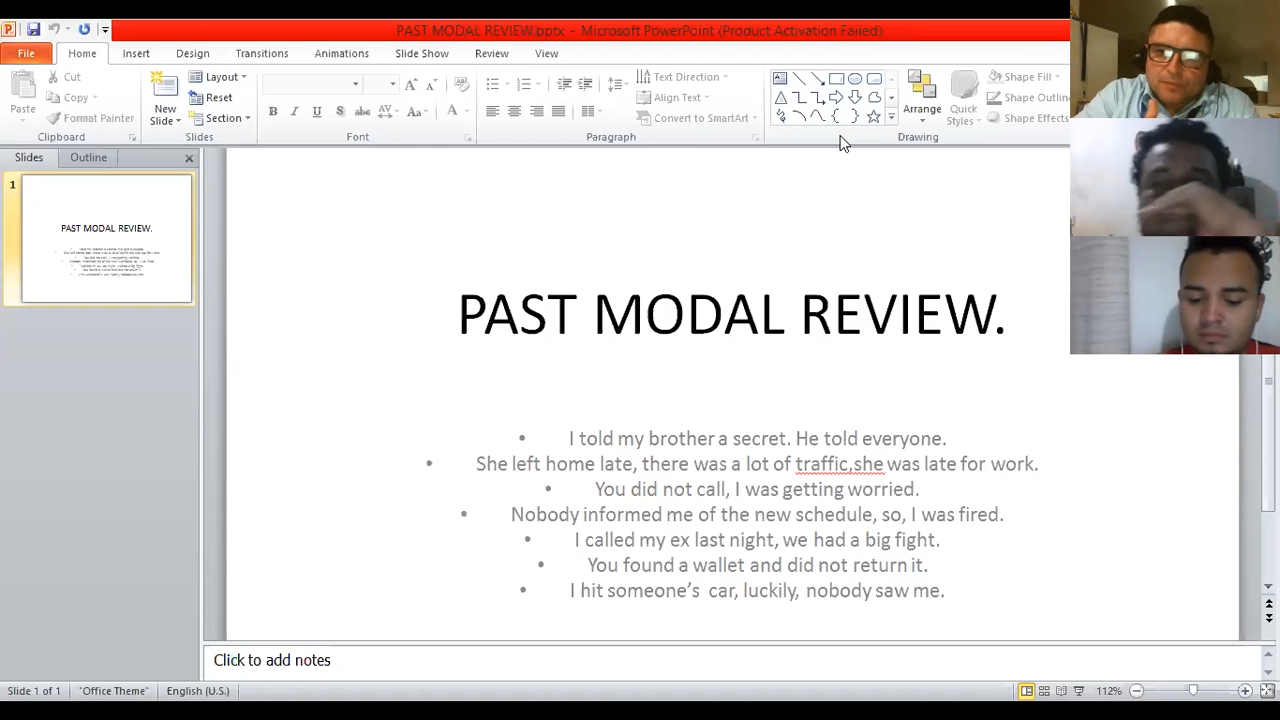 PAST MODAL REVIEW.pptx - Microsoft PowerPoint (Product Activation Failed)
File Home Insert Design Transitions Animations Slide Show Review View
Paste Cut Copy Format Painter Clipboard
New Slide Layout Reset Section Slides
Font
Text Direction Align Text Convert to SmartArt Paragraph
Arrange Quick Styles Shape Fill Shape Outline Shape Effects Drawing
Slides Outline
1
PAST MODAL REVIEW.
PAST MODAL REVIEW.
• I told my brother a secret. He told everyone.
• She left home late, there was a lot of traffic,she was late for work.
• You did not call, I was getting worried.
• Nobody informed me of the new schedule, so, I was fired.
• I called my ex last night, we had a big fight.
• You found a wallet and did not return it.
• I hit someone’s car, luckily, nobody saw me.
Click to add notes
Slide 1 of 1 "Office Theme" English (U.S.) 112%